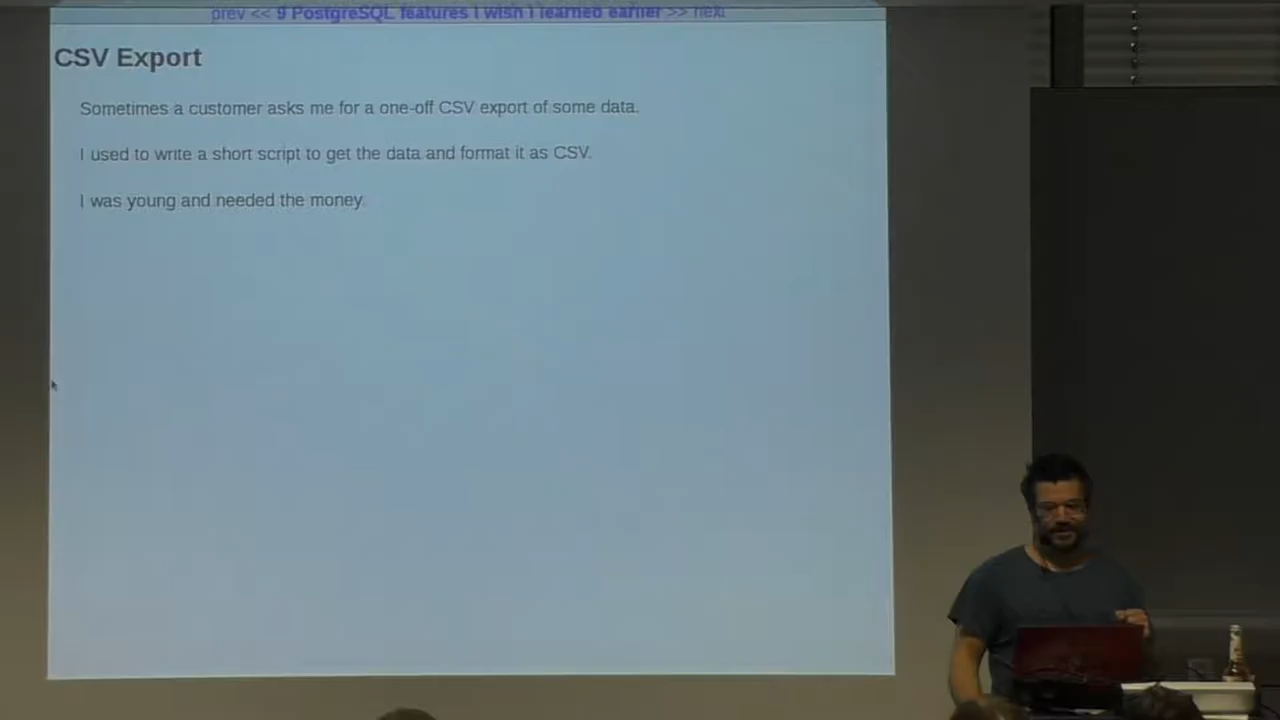 prev << 9 PostgreSQL features I wish I learned earlier >> next
CSV Export
Sometimes a customer asks me for a one-off CSV export of some data.
I used to write a short script to get the data and format it as CSV.
I was young and needed the money.